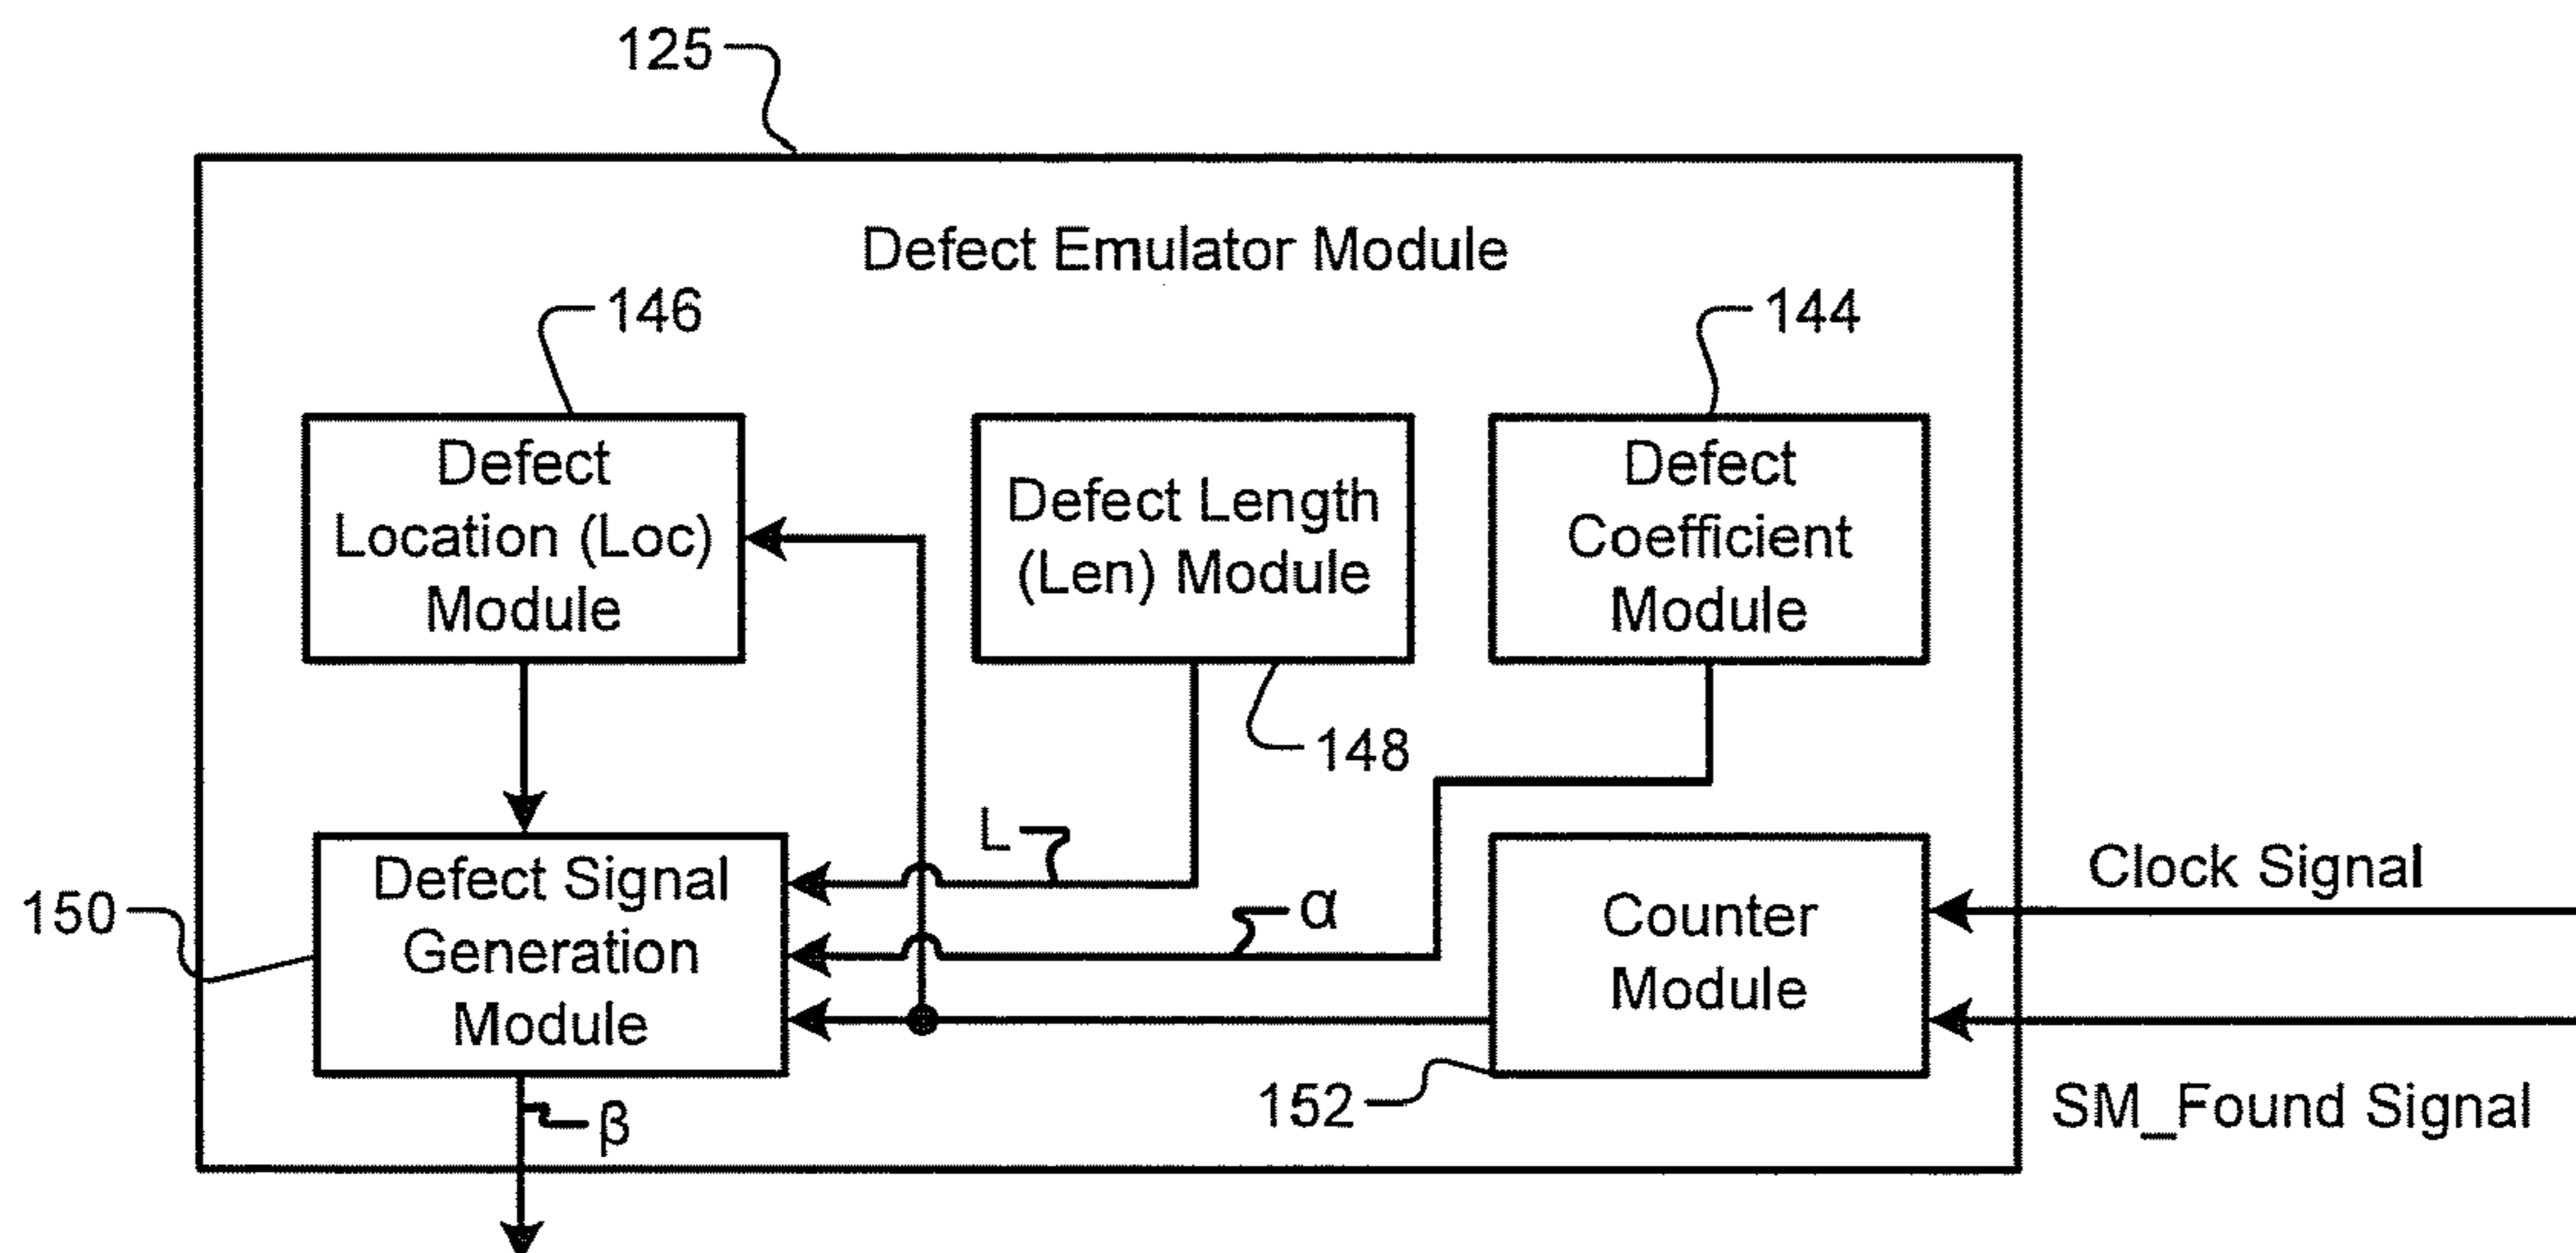 125
Defect Emulator Module
146
144
Defect
Location (Loc)
Module
Defect Length
(Len) Module
Defect
Coefficient
Module
148
L
Defect Signal
Generation
Module
150
α
Counter
Module
Clock Signal
152
SM_Found Signal
β